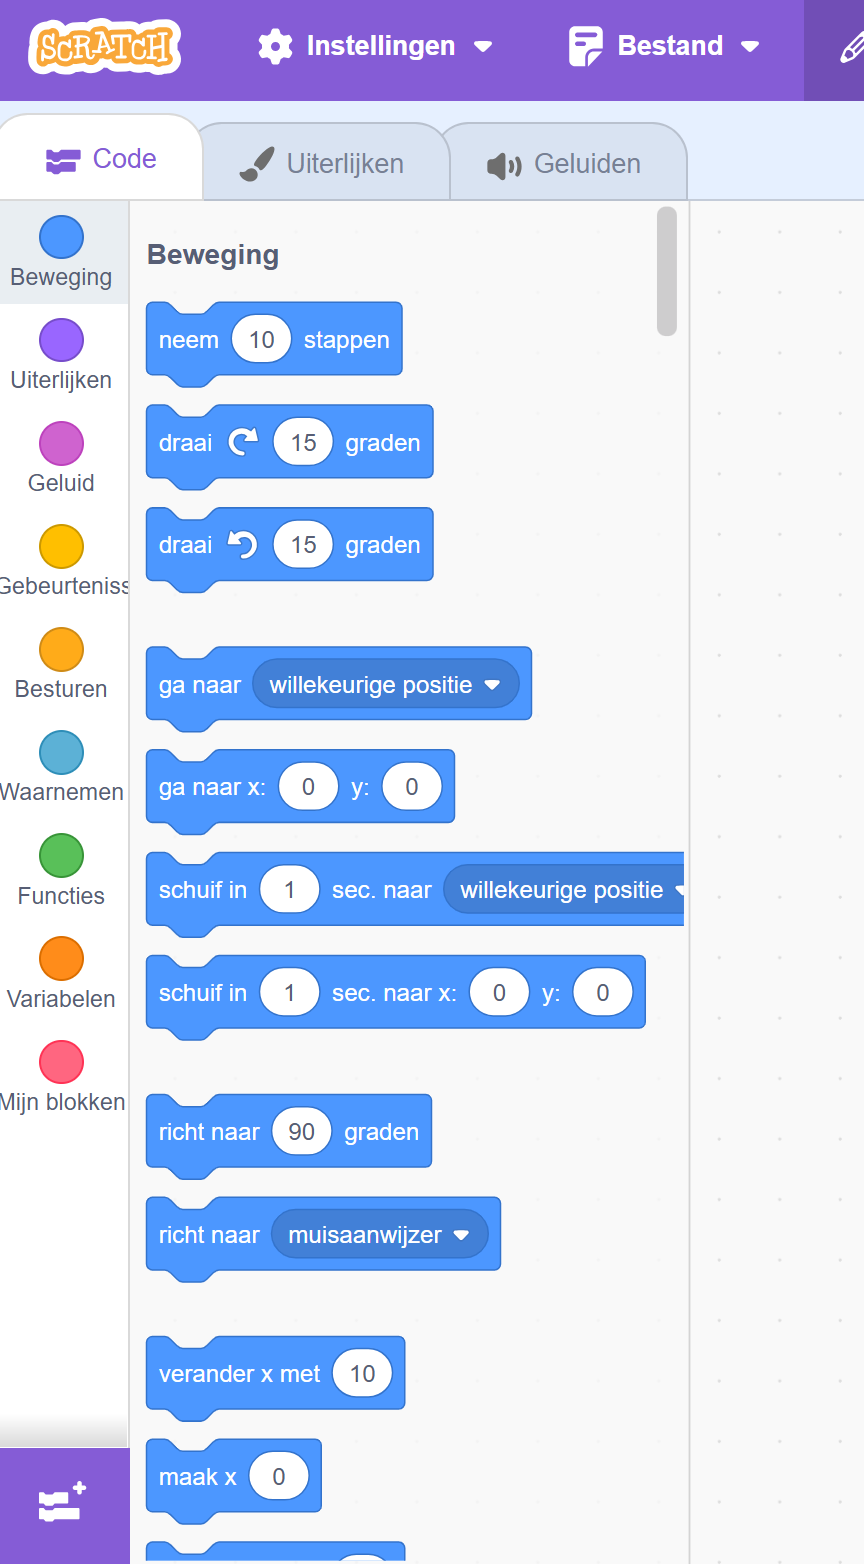 SCRATCH Instellingen Bestand
Code Uiterlijken Geluiden
Beweging
Uiterlijken
Geluid
Gebeurteniss
Besturen
Waarnemen
Functies
Variabelen
Mijn blokken
Beweging
neem 10 stappen
draai 15 graden
draai 15 graden
ga naar willekeurige positie
ga naar x: 0 y: 0
schuif in 1 sec. naar willekeurige positie
schuif in 1 sec. naar x: 0 y: 0
richt naar 90 graden
richt naar muisaanwijzer
verander x met 10
maak x 0